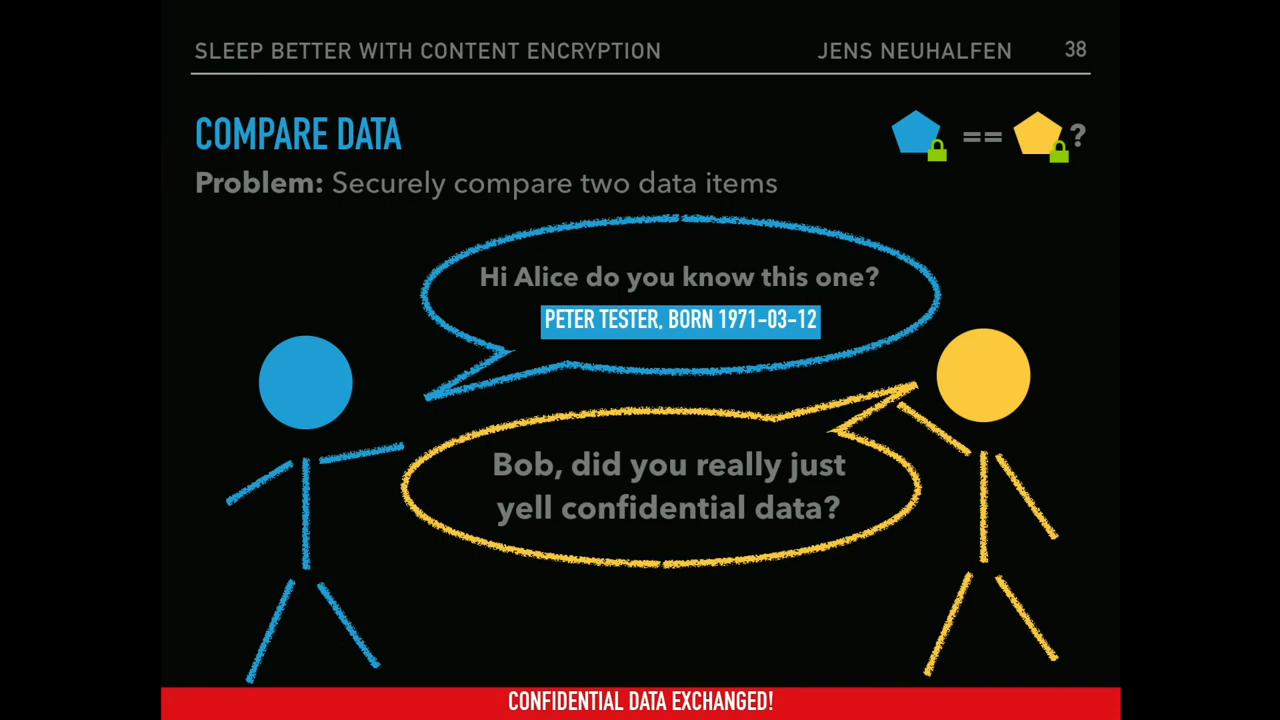 SLEEP BETTER WITH CONTENT ENCRYPTION JENS NEUHALFEN 38
COMPARE DATA == ?
Problem: Securely compare two data items
Hi Alice do you know this one?
PETER TESTER, BORN 1971-03-12
Bob, did you really just
yell confidential data?
CONFIDENTIAL DATA EXCHANGED!